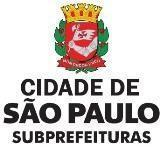 CIDADE DE
SÃO PAULO
SUBPREFEITURAS